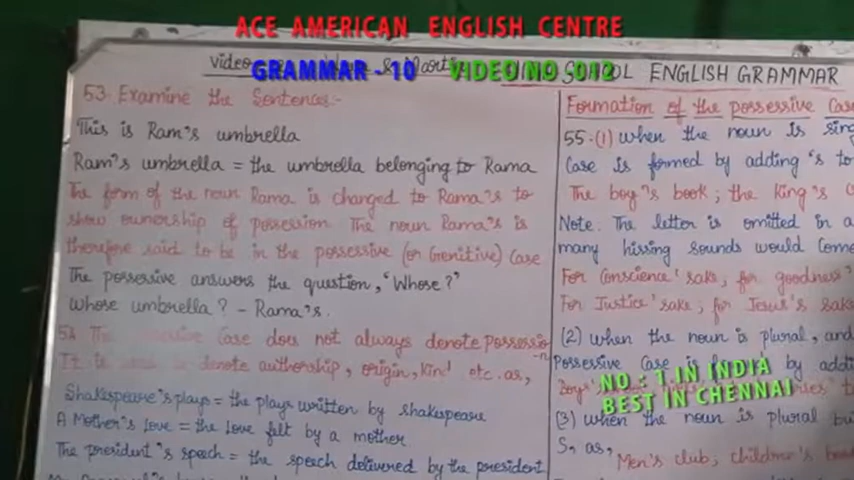 ACE AMERICAN ENGLISH CENTRE
GRAMMAR - 10 VIDEO NO :012
video
ENGLISH GRAMMAR
53 Examine the Sentences:-
This is Ram's umbrella
Ram's umbrella = the umbrella belonging to Rama
The form of the noun Rama is changed to Rama's to
show ownership of possession. The noun Rama's is
therefore said to be in the possessive (or Genitive) case
The possessive answers the question, 'Whose?'
whose umbrella? - Rama's.
54 The case does not always denote possessio
-n
It is to denote authorship, origin, kind etc. as,
Shakespeare's plays = the plays written by shakespeare
A Mother's love = the love felt by a mother
The president's speech = the speech delivered by the president
Formation of the possessive Case
55-(1) when the noun is sing
Case is formed by adding 's to
The boy's book; the King's
Note: The letter is omitted in a
many hissing sounds would come
For Conscience' sake, for goodness'
For Justice' sake, for Jesus's sake
(2) when the noun is plural, and
Possessive Case is by addi
NO : 1 IN INDIA
BEST IN CHENNAI
(3) when the noun is plural bu
S, as,
Men's club; children's